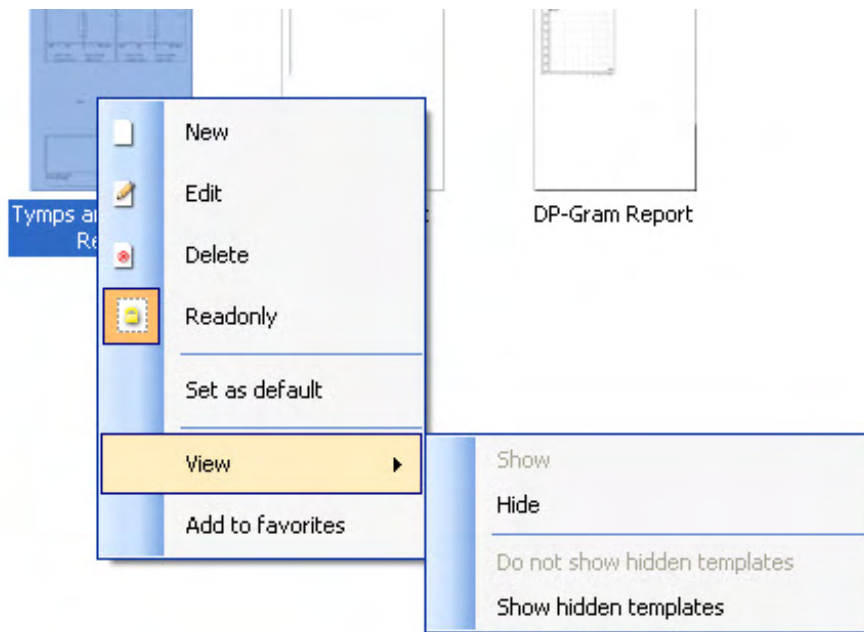 Tymps
DP-Gram Report
New
Edit
Delete
Readonly
Set as default
View
Add to favorites
Show
Hide
Do not show hidden templates
Show hidden templates